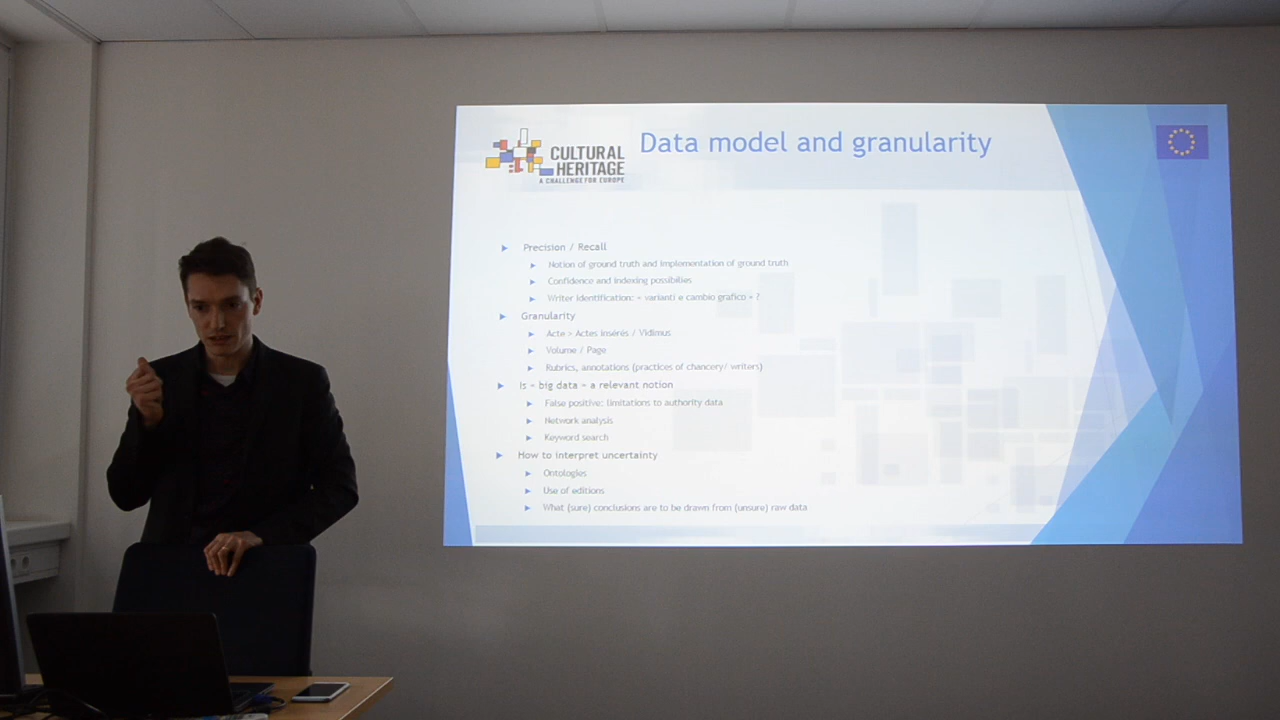 CULTURAL
HERITAGE
A CHALLENGE FOR EUROPE
Data model and granularity
Precision / Recall
Notion of ground truth and implementation of ground truth
Confidence and indexing possibilies
Writer identification: « varianti e cambio grafico » ?
Granularity
Acte > Actes insérés / Vidimus
Volume / Page
Rubrics, annotations (practices of chancery/ writers)
Is « big data » a relevant notion
False positive: limitations to authority data
Network analysis
Keyword search
How to interpret uncertainty
Ontologies
Use of editions
What (sure) conclusions are to be drawn from (unsure) raw data